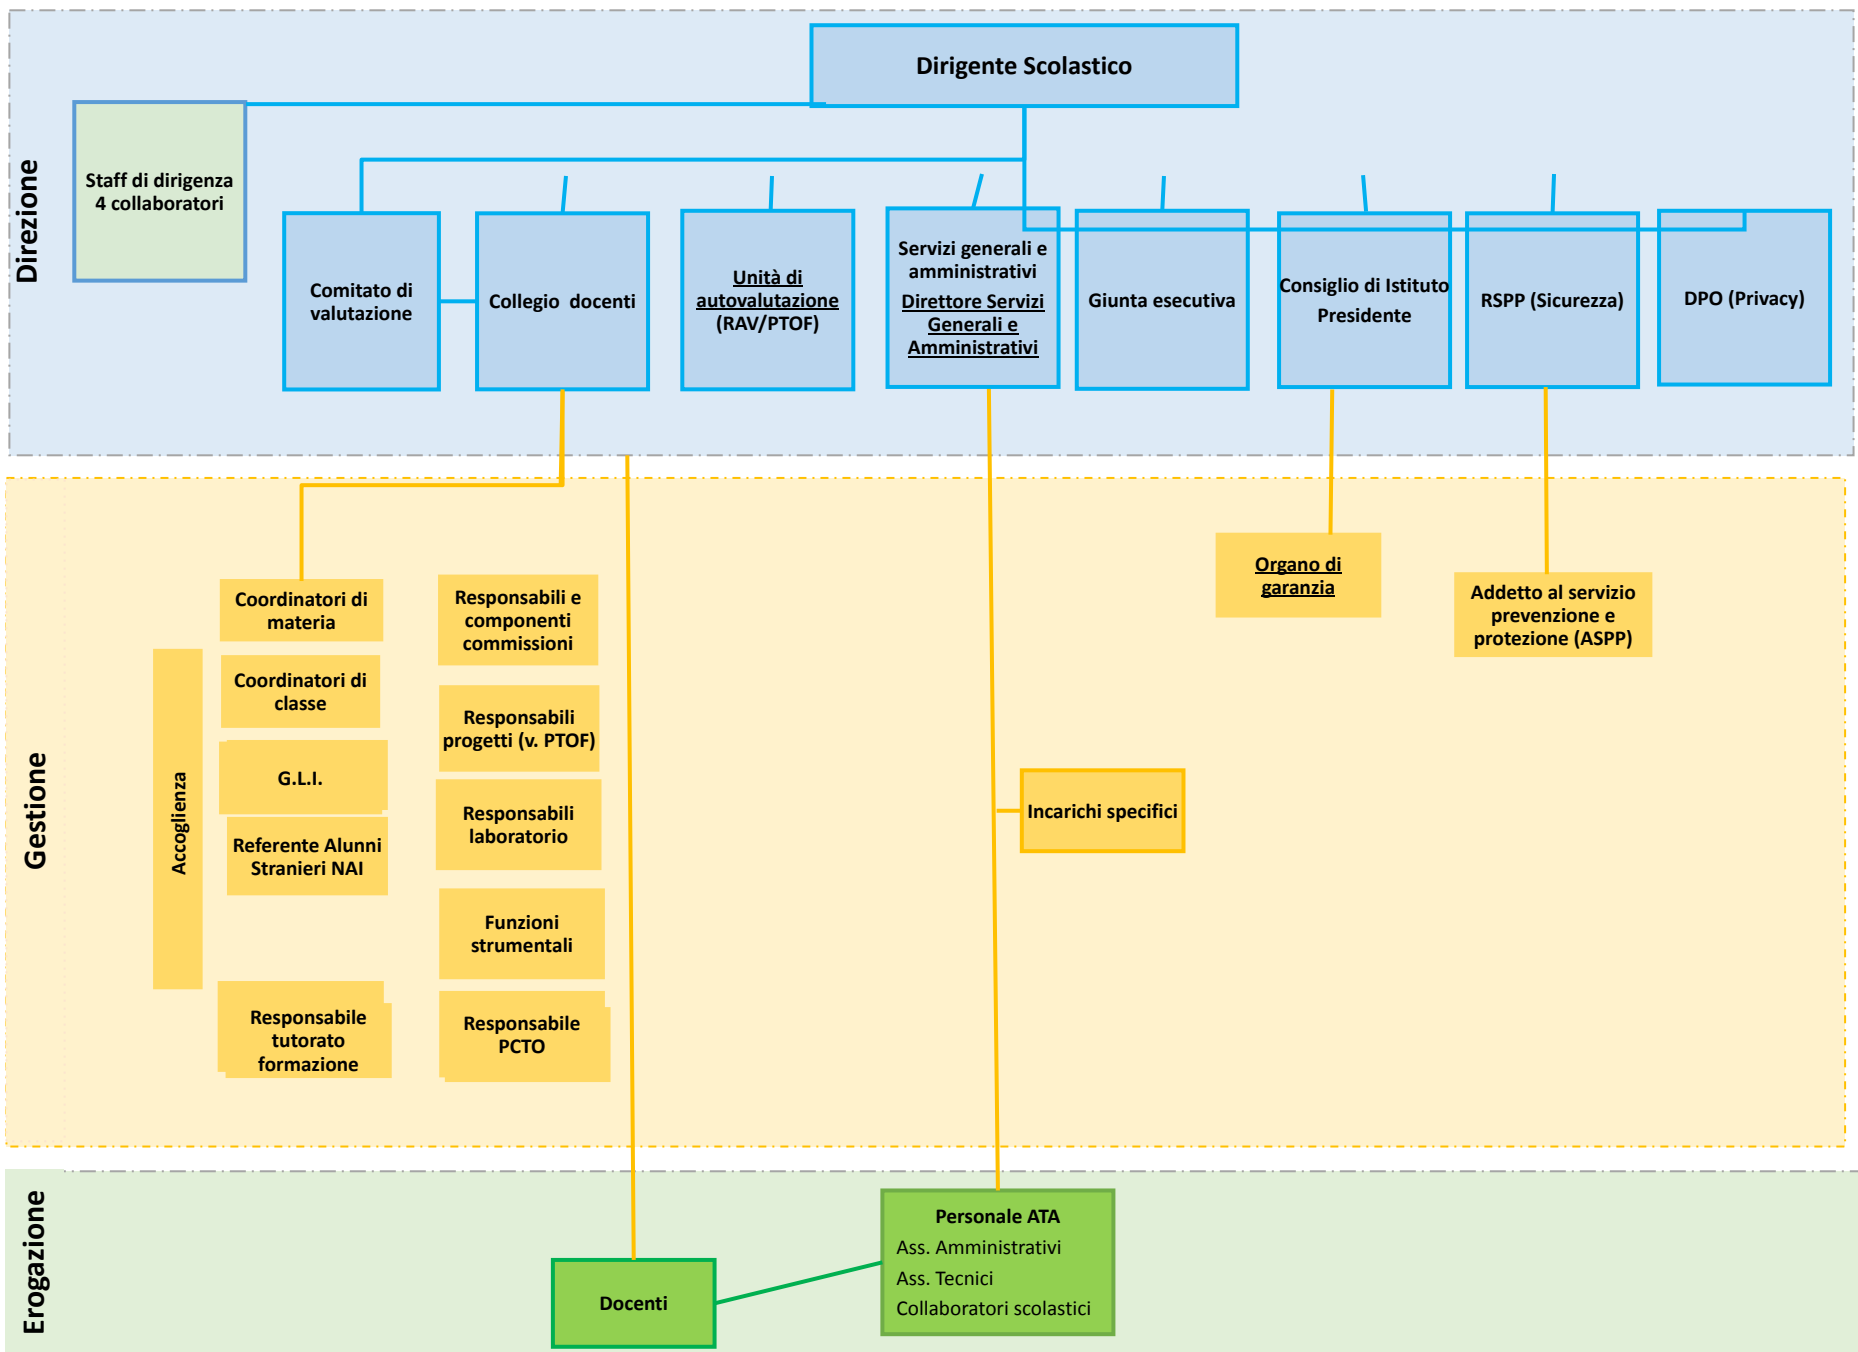 Direzione
Dirigente Scolastico
Staff di dirigenza
4 collaboratori
Comitato di
valutazione
Collegio docenti
Unità di
autovalutazione
(RAV/PTOF)
Servizi generali e
amministrativi
Direttore Servizi
Generali e
Amministrativi
Giunta esecutiva
Consiglio di Istituto
Presidente
RSPP (Sicurezza)
DPO (Privacy)
Gestione
Accoglienza
Coordinatori di
materia
Coordinatori di
classe
G.L.I.
Referente Alunni
Stranieri NAI
Responsabile
tutorato
formazione
Responsabili e
componenti
commissioni
Responsabili
progetti (v. PTOF)
Responsabili
laboratorio
Funzioni
strumentali
Responsabile
PCTO
Incarichi specifici
Organo di
garanzia
Addetto al servizio
prevenzione e
protezione (ASPP)
Erogazione
Docenti
Personale ATA
Ass. Amministrativi
Ass. Tecnici
Collaboratori scolastici